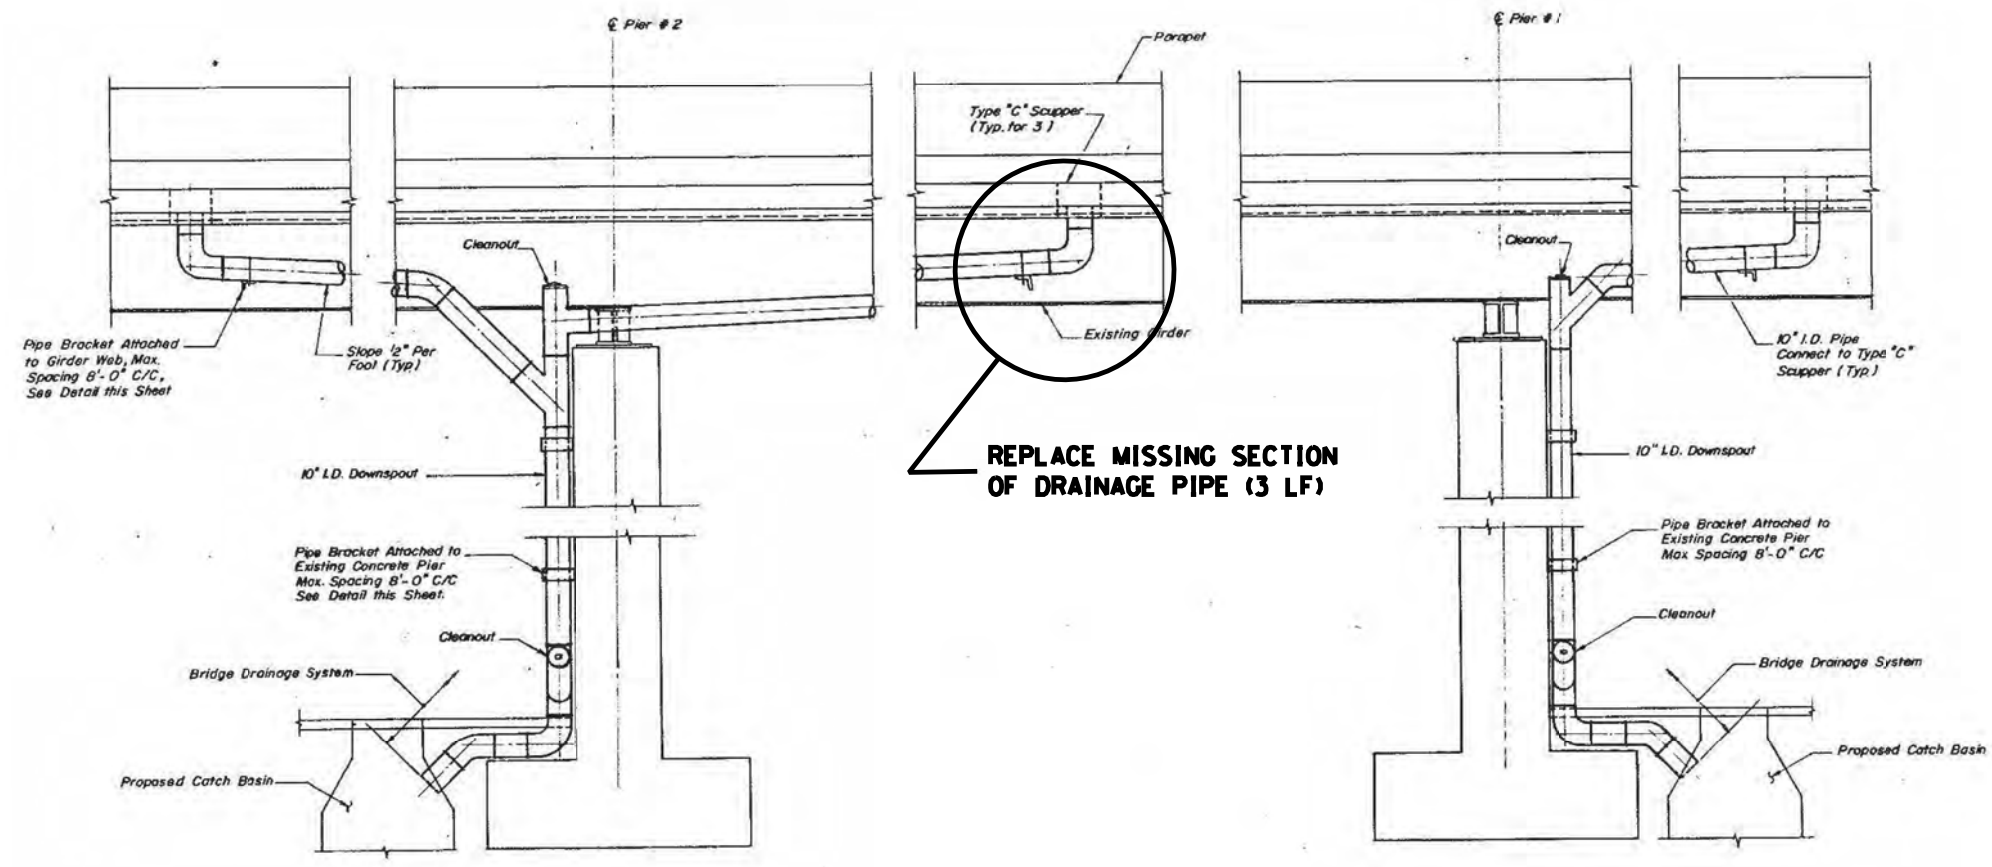 ℄ Pier #2
℄ Pier #1
Parapet
Type "C" Scupper
(Typ. for 3)
Cleanout
Cleanout
Pipe Bracket Attached
to Girder Web, Max.
Spacing 8'-0" C/C,
See Detail this Sheet
Slope 1/2" Per
Foot (Typ)
Existing Girder
10" I.D. Pipe
Connect to Type "C"
Scupper (Typ)
REPLACE MISSING SECTION
OF DRAINAGE PIPE (3 LF)
10" I.D. Downspout
10" I.D. Downspout
Pipe Bracket Attached to
Existing Concrete Pier
Max. Spacing 8'-0" C/C
See Detail this Sheet.
Pipe Bracket Attached to
Existing Concrete Pier
Max Spacing 8'-0" C/C
Cleanout
Cleanout
Bridge Drainage System
Bridge Drainage System
Proposed Catch Basin
Proposed Catch Basin